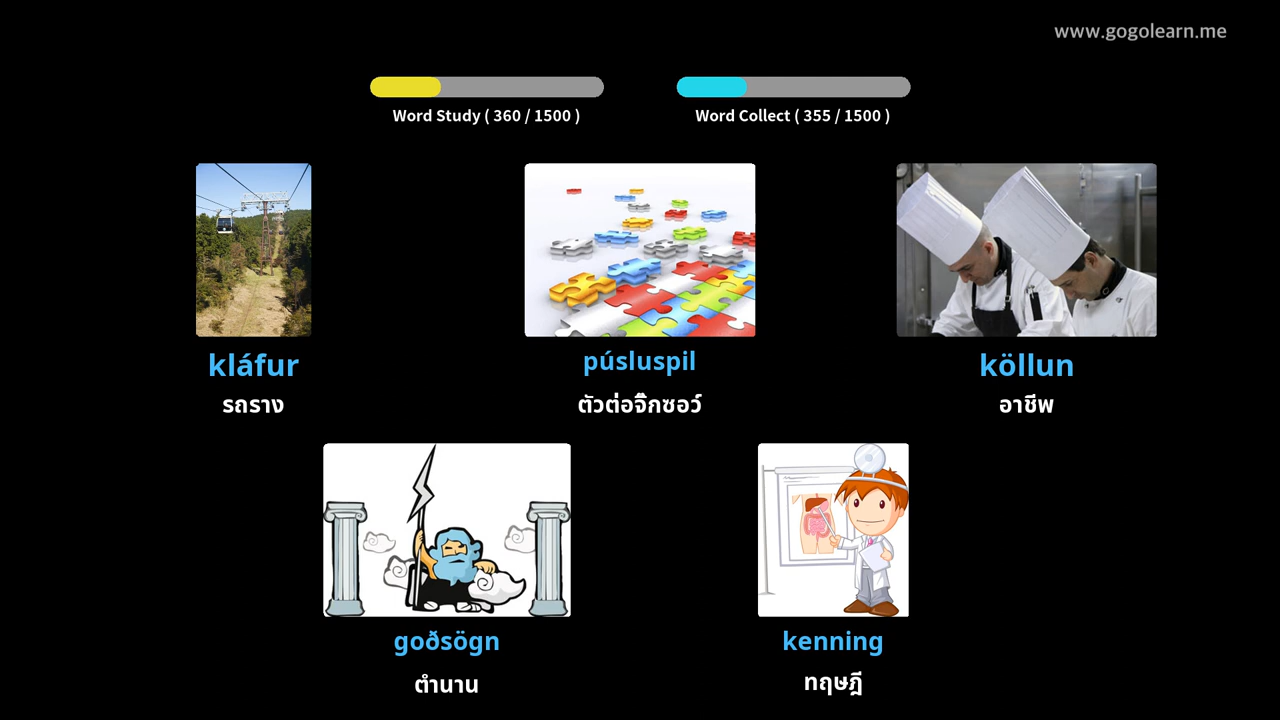 www.gogolearn.me
Word Study ( 360 / 1500 )
Word Collect ( 355 / 1500 )
kláfur
púsluspil
köllun
รถราง
ตัวต่อจิ๊กซอว์
อาชีพ
goðsögn
kenning
ตำนาน
ทฤษฎี